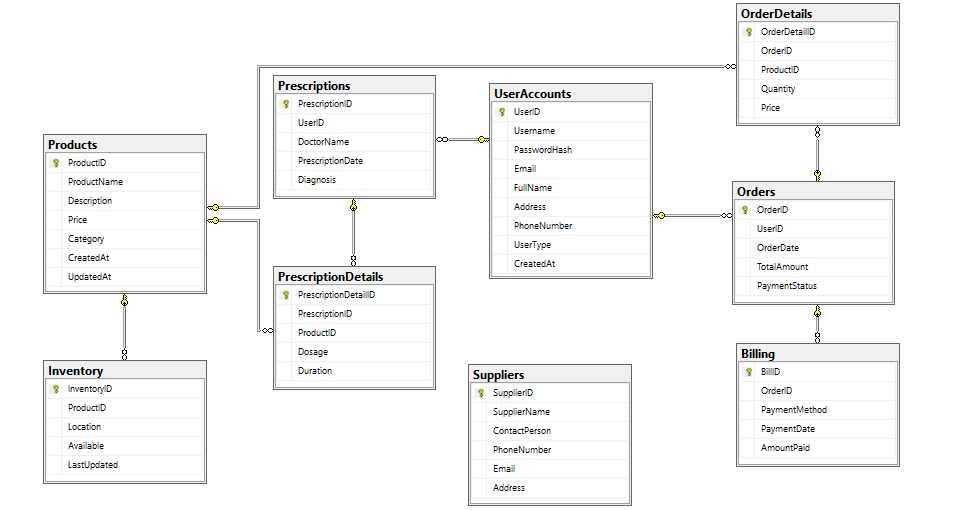 OrderDetails
OrderDetailID
OrderID
ProductID
Quantity
Price
Prescriptions
PrescriptionID
UserID
DoctorName
PrescriptionDate
Diagnosis
UserAccounts
UserID
Username
PasswordHash
Email
FullName
Address
PhoneNumber
UserType
CreatedAt
Products
ProductID
ProductName
Description
Price
Category
CreatedAt
UpdatedAt
Orders
OrderID
UserID
OrderDate
TotalAmount
PaymentStatus
PrescriptionDetails
PrescriptionDetailID
PrescriptionID
ProductID
Dosage
Duration
Billing
BillID
OrderID
PaymentMethod
PaymentDate
AmountPaid
Inventory
InventoryID
ProductID
Location
Available
LastUpdated
Suppliers
SupplierID
SupplierName
ContactPerson
PhoneNumber
Email
Address